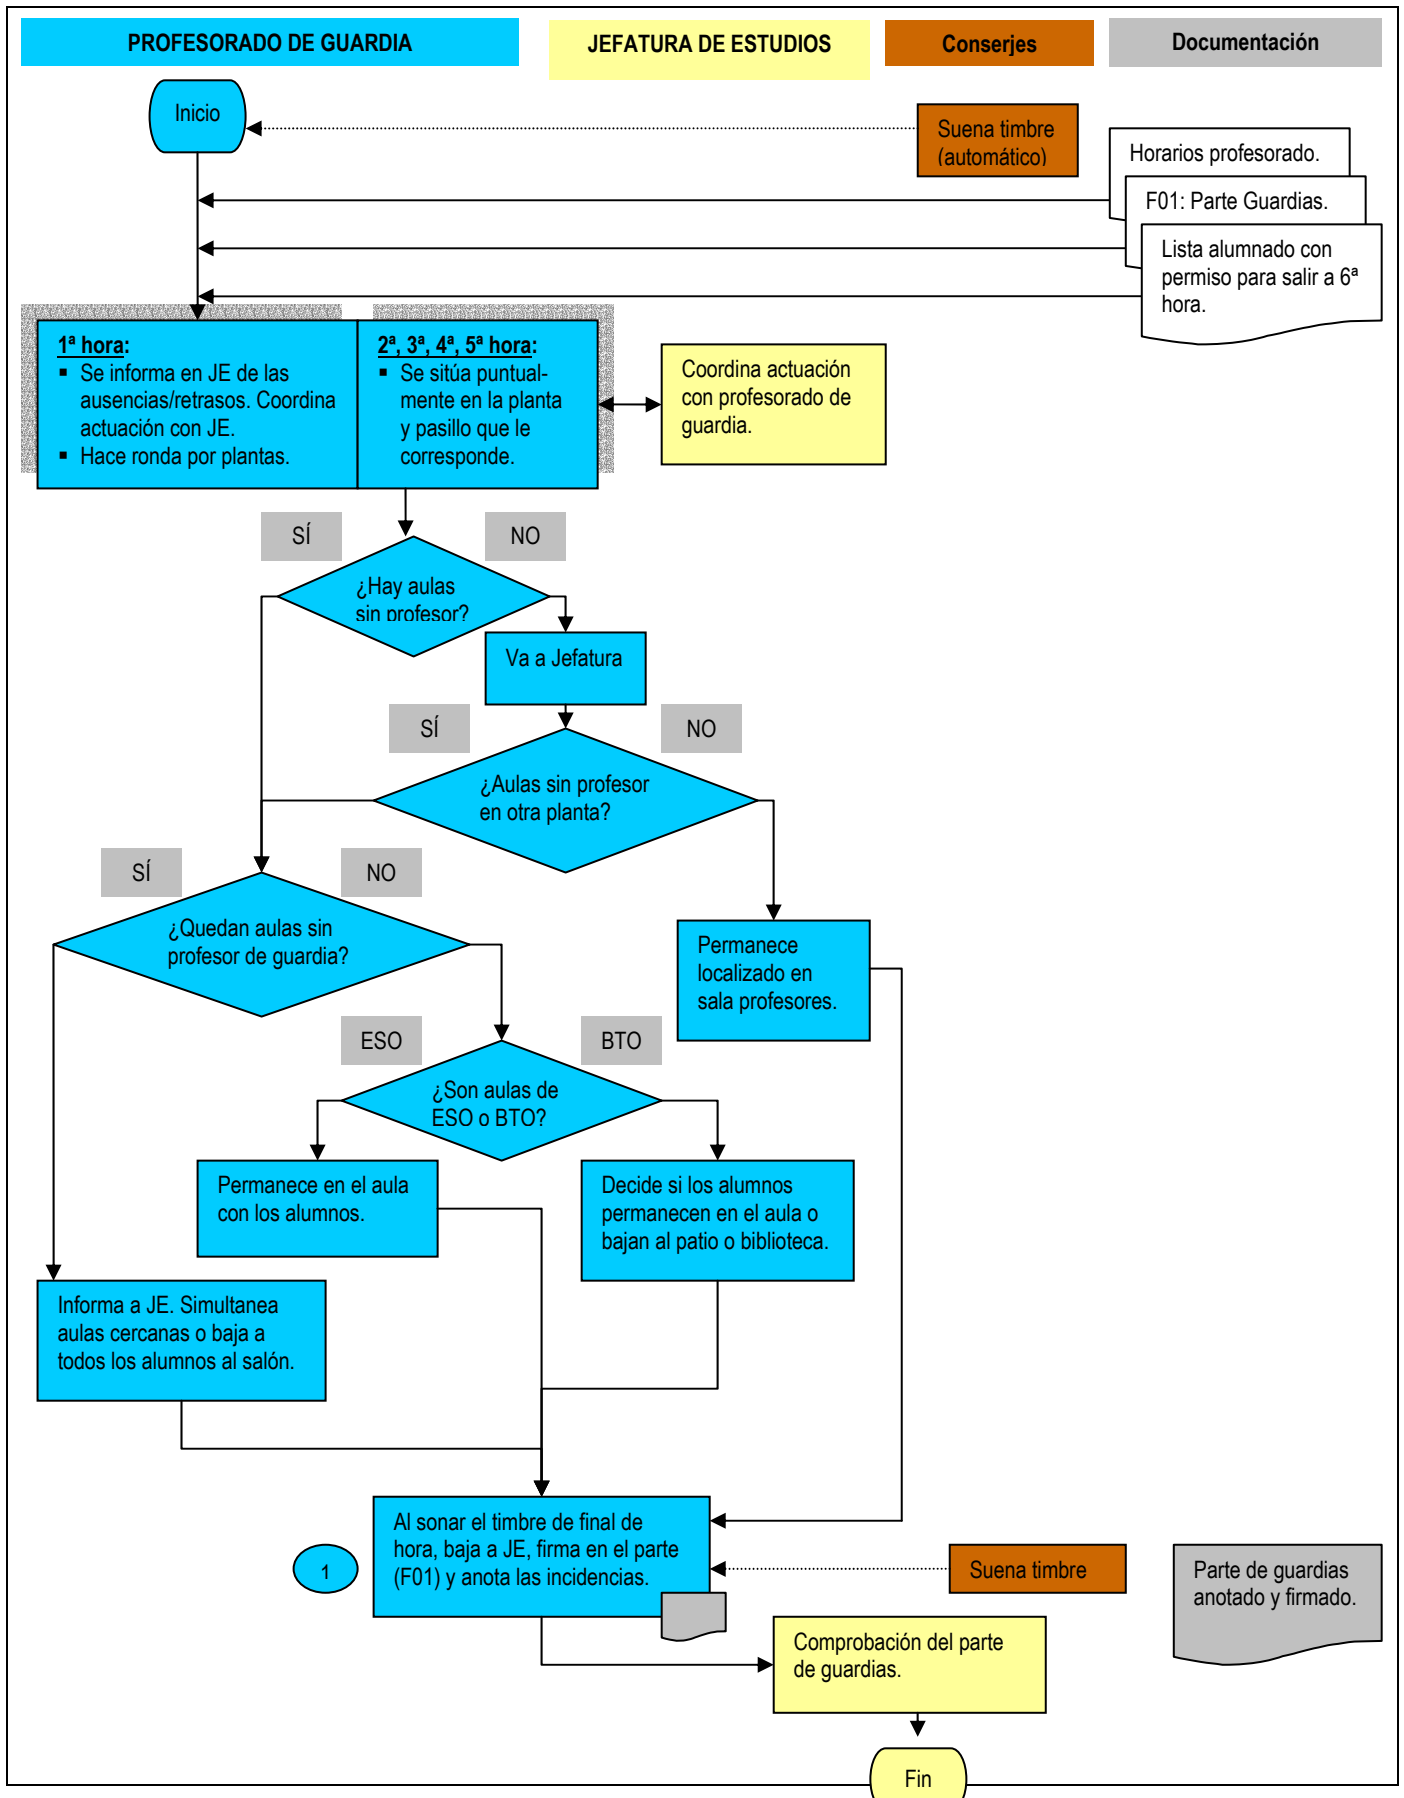 PROFESORADO DE GUARDIA
JEFATURA DE ESTUDIOS
Conserjes
Documentación
Inicio
Suena timbre
(automático)
Horarios profesorado.
F01: Parte Guardias.
Lista alumnado con
permiso para salir a 6ª
hora.
1ª hora:
▪ Se informa en JE de las
ausencias/retrasos. Coordina
actuación con JE.
▪ Hace ronda por plantas.
2ª, 3ª, 4ª, 5ª hora:
▪ Se sitúa puntual-
mente en la planta
y pasillo que le
corresponde.
Coordina actuación
con profesorado de
guardia.
SÍ
NO
¿Hay aulas
sin profesor?
Va a Jefatura
SÍ
NO
¿Aulas sin profesor
en otra planta?
SÍ
NO
¿Quedan aulas sin
profesor de guardia?
Permanece
localizado en
sala profesores.
ESO
BTO
¿Son aulas de
ESO o BTO?
Permanece en el aula
con los alumnos.
Decide si los alumnos
permanecen en el aula o
bajan al patio o biblioteca.
Informa a JE. Simultanea
aulas cercanas o baja a
todos los alumnos al salón.
Al sonar el timbre de final de
hora, baja a JE, firma en el parte
(F01) y anota las incidencias.
1
Suena timbre
Parte de guardias
anotado y firmado.
Comprobación del parte
de guardias.
Fin